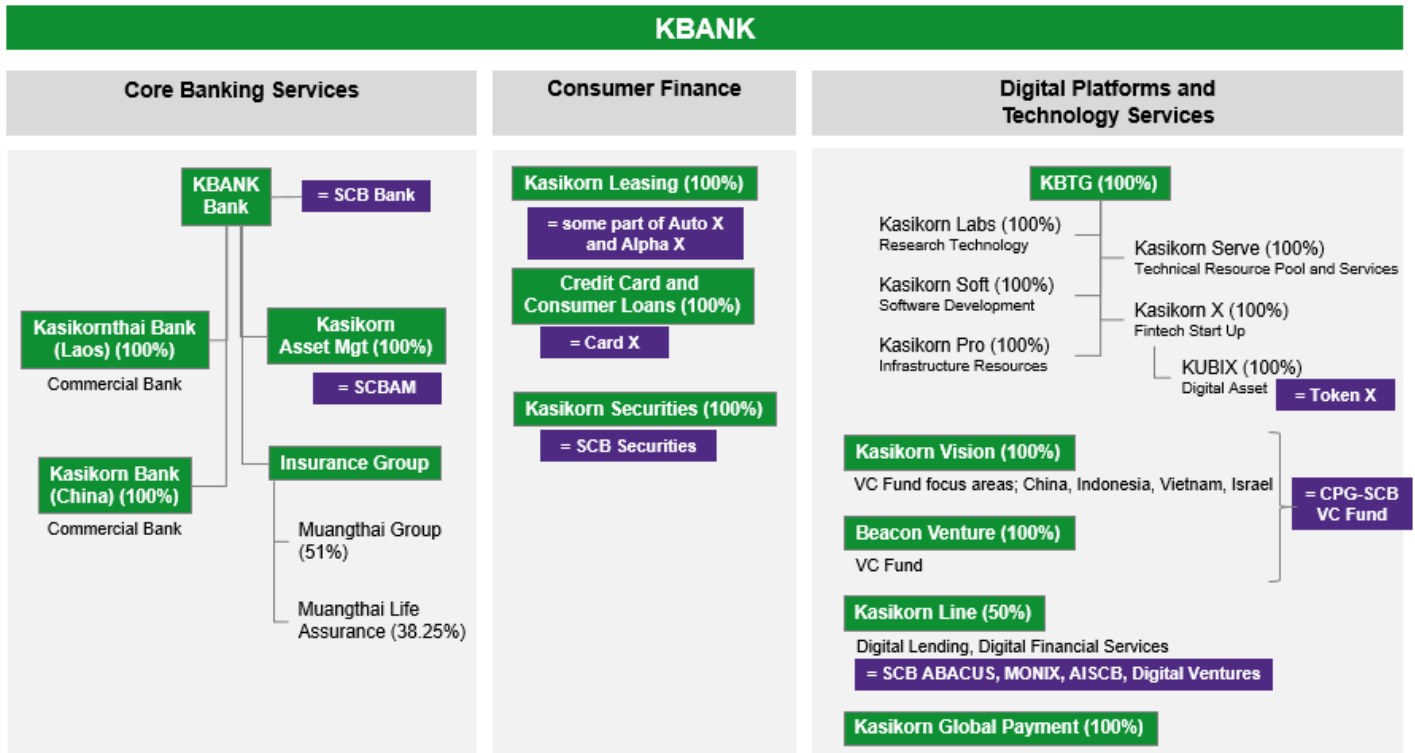 KBANK
Core Banking Services
KBANK
Bank
= SCB Bank
Kasikornthai Bank
(Laos) (100%)
Commercial Bank
Kasikorn
Asset Mgt (100%)
= SCBAM
Kasikorn Bank
(China) (100%)
Commercial Bank
Insurance Group
Muangthai Group
(51%)
Muangthai Life
Assurance (38.25%)
Consumer Finance
Kasikorn Leasing (100%)
= some part of Auto X
and Alpha X
Credit Card and
Consumer Loans (100%)
= Card X
Kasikorn Securities (100%)
= SCB Securities
Digital Platforms and
Technology Services
KBTG (100%)
Kasikorn Labs (100%)
Research Technology
Kasikorn Serve (100%)
Technical Resource Pool and Services
Kasikorn Soft (100%)
Software Development
Kasikorn X (100%)
Fintech Start Up
Kasikorn Pro (100%)
Infrastructure Resources
KUBIX (100%)
Digital Asset
= Token X
Kasikorn Vision (100%)
VC Fund focus areas; China, Indonesia, Vietnam, Israel
= CPG-SCB
VC Fund
Beacon Venture (100%)
VC Fund
Kasikorn Line (50%)
Digital Lending, Digital Financial Services
= SCB ABACUS, MONIX, AISCB, Digital Ventures
Kasikorn Global Payment (100%)